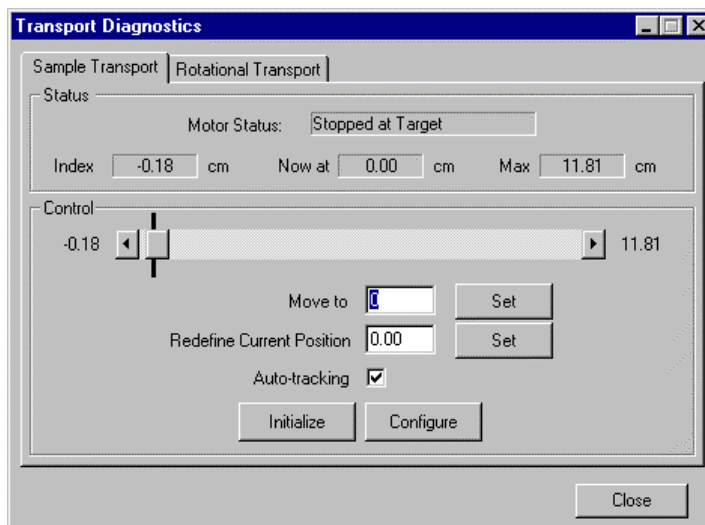 Transport Diagnostics
Sample Transport Rotational Transport
Status
Motor Status: Stopped at Target
Index -0.18 cm Now at 0.00 cm Max 11.81 cm
Control
-0.18 11.81
Move to 0 Set
Redefine Current Position 0.00 Set
Auto-tracking
Initialize Configure
Close